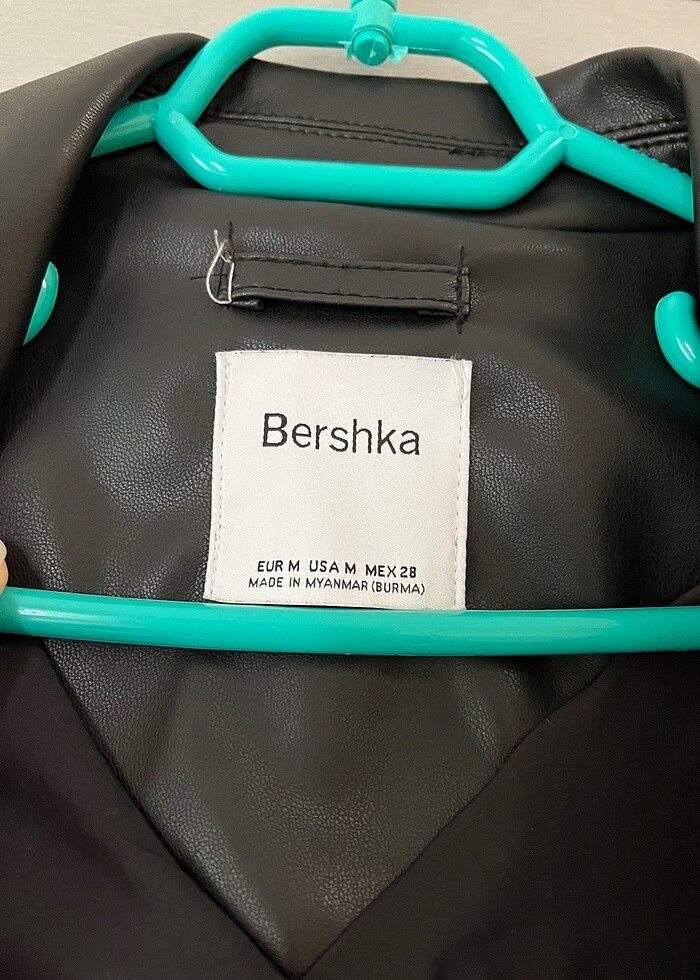 Bershka
EUR M USA M MEX 28
MADE IN MYANMAR (BURMA)